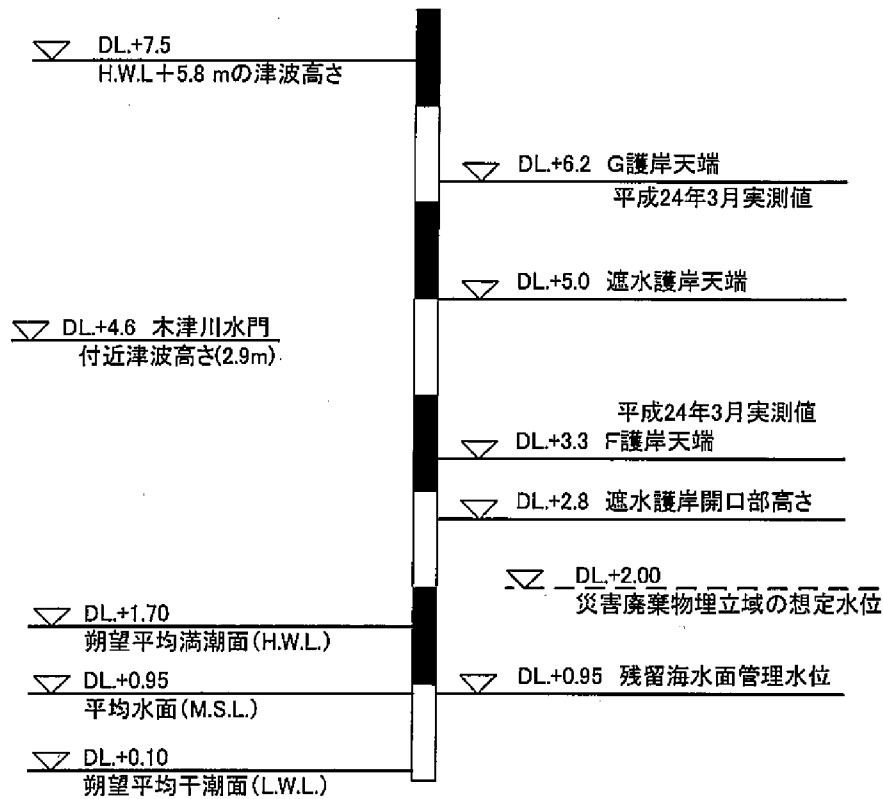 DL.+7.5
H.W.L+5.8 mの津波高さ
DL.+6.2 G護岸天端
平成24年3月実測値
DL.+5.0 遮水護岸天端
DL.+4.6 木津川水門
付近津波高さ(2.9m)
平成24年3月実測値
DL.+3.3 F護岸天端
DL.+2.8 遮水護岸開口部高さ
DL.+2.00
災害廃棄物埋立域の想定水位
DL.+1.70
朔望平均満潮面(H.W.L.)
DL.+0.95
平均水面(M.S.L.)
DL.+0.95 残留海水面管理水位
DL.+0.10
朔望平均干潮面(L.W.L.)